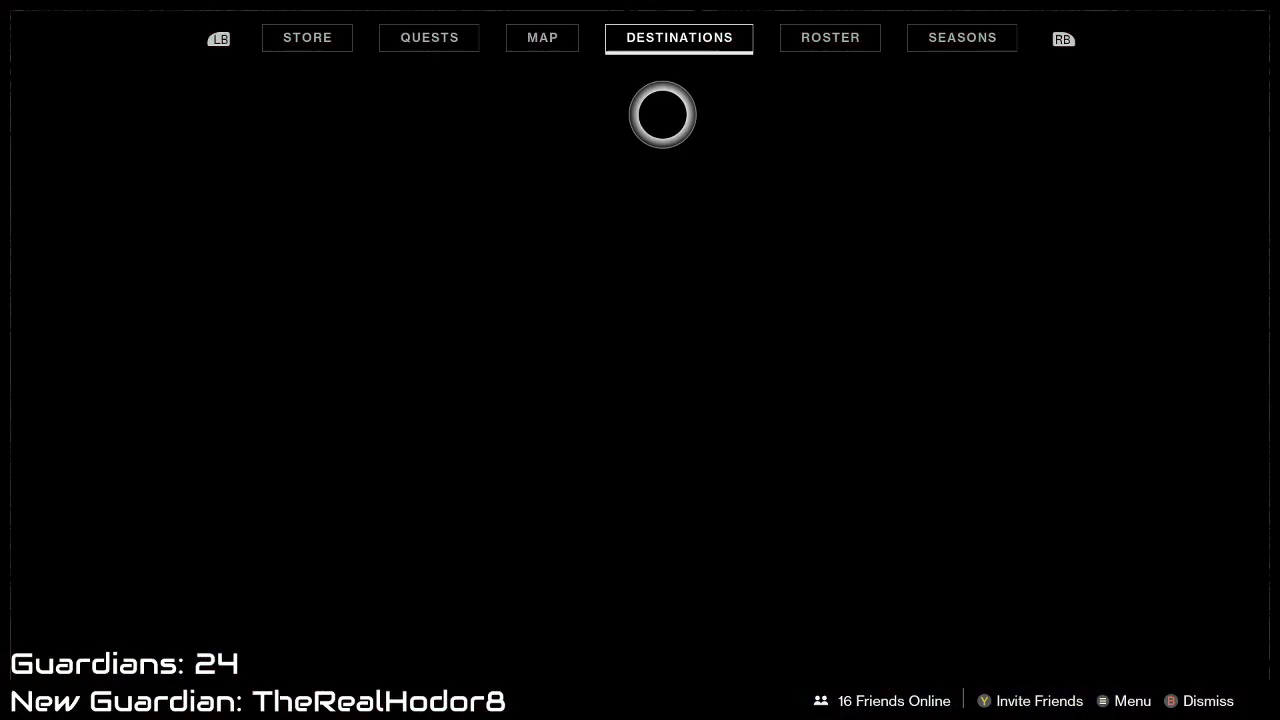 LB STORE QUESTS MAP DESTINATIONS ROSTER SEASONS RB
Guardians: 24
New Guardian: TheRealHodor8
16 Friends Online Y Invite Friends Menu B Dismiss